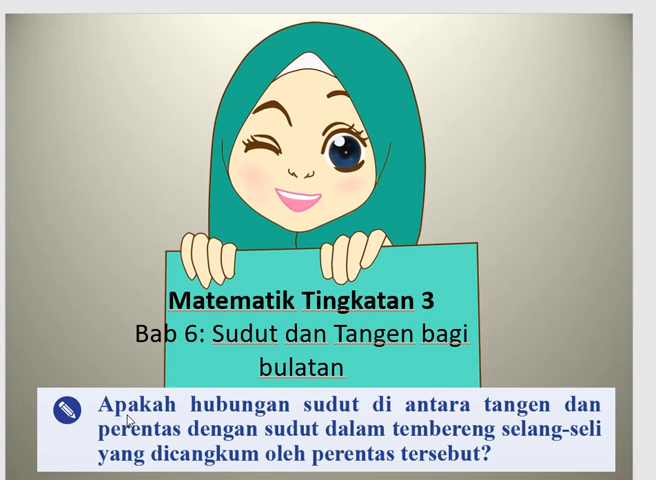 Matematik Tingkatan 3
Bab 6: Sudut dan Tangen bagi
bulatan
Apakah hubungan sudut di antara tangen dan
perentas dengan sudut dalam tembereng selang-seli
yang dicangkum oleh perentas tersebut?